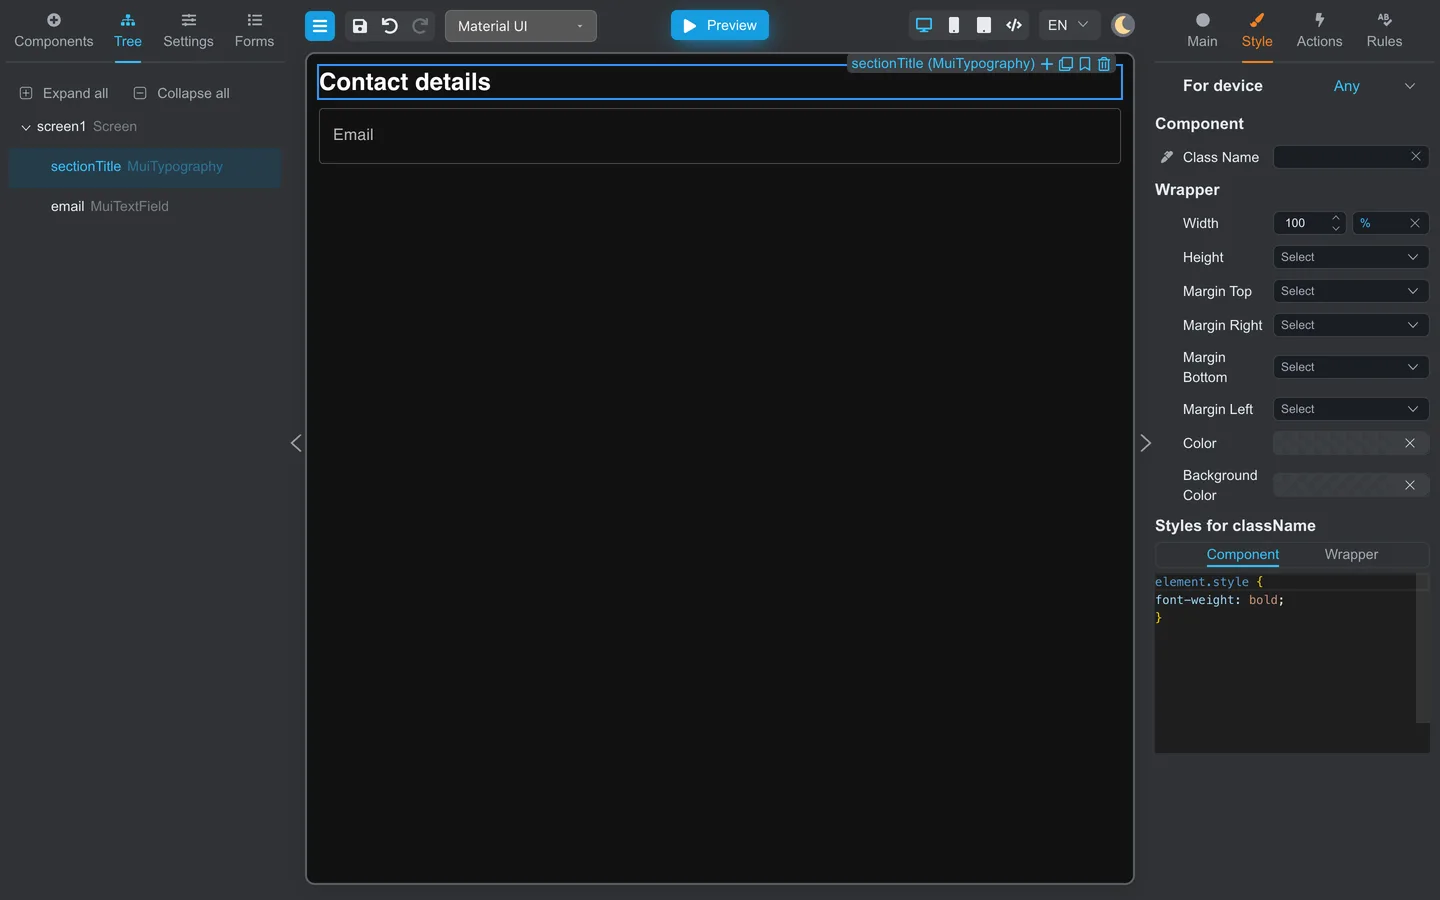 Components Tree Settings Forms
Material UI
Preview
EN
Main Style Actions Rules
Expand all Collapse all
screen1 Screen
sectionTitle MuiTypography
email MuiTextField
sectionTitle (MuiTypography)
Contact details
Email
For device Any
Component
Class Name
Wrapper
Width 100 %
Height Select
Margin Top Select
Margin Right Select
Margin
Bottom Select
Margin Left Select
Color
Background
Color
Styles for className
Component Wrapper
element.style {
font-weight: bold;
}